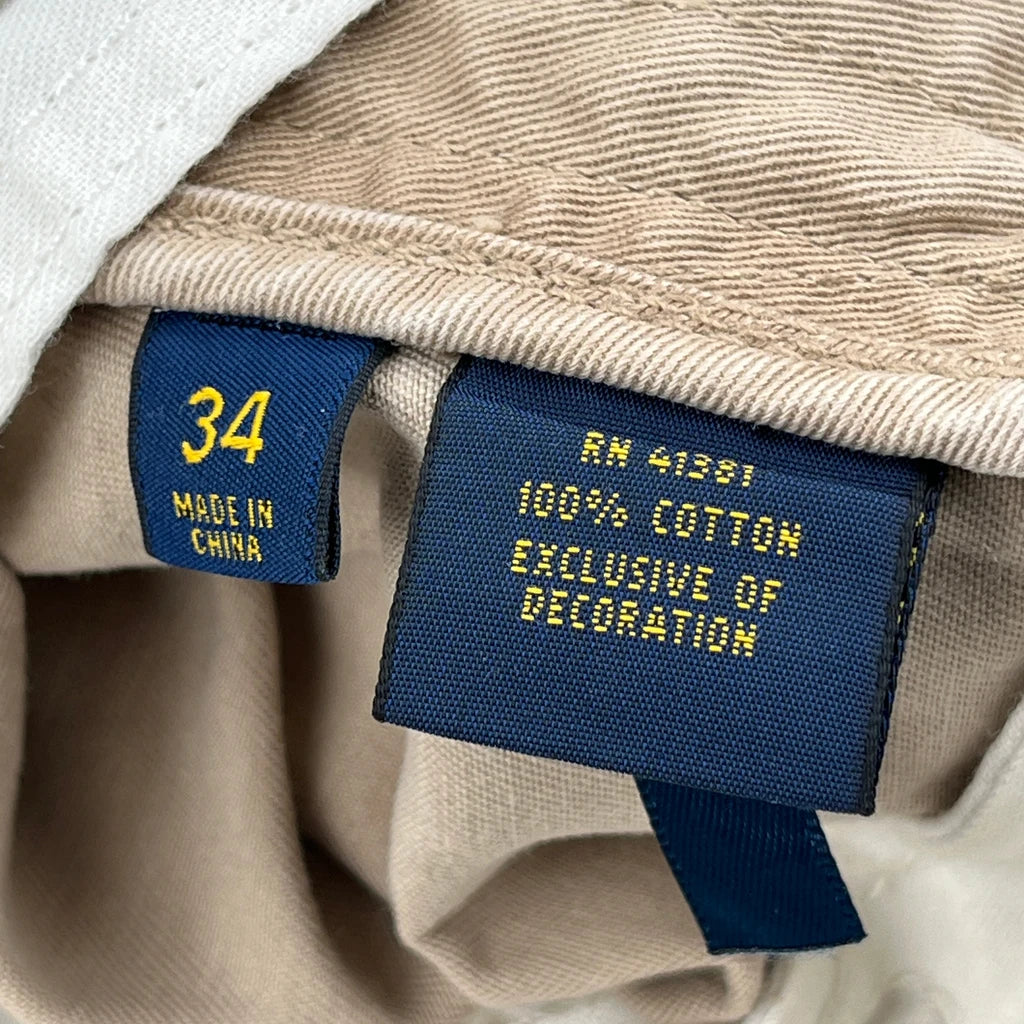 34
MADE IN
CHINA
RN 41381
100% COTTON
EXCLUSIVE OF
DECORATION